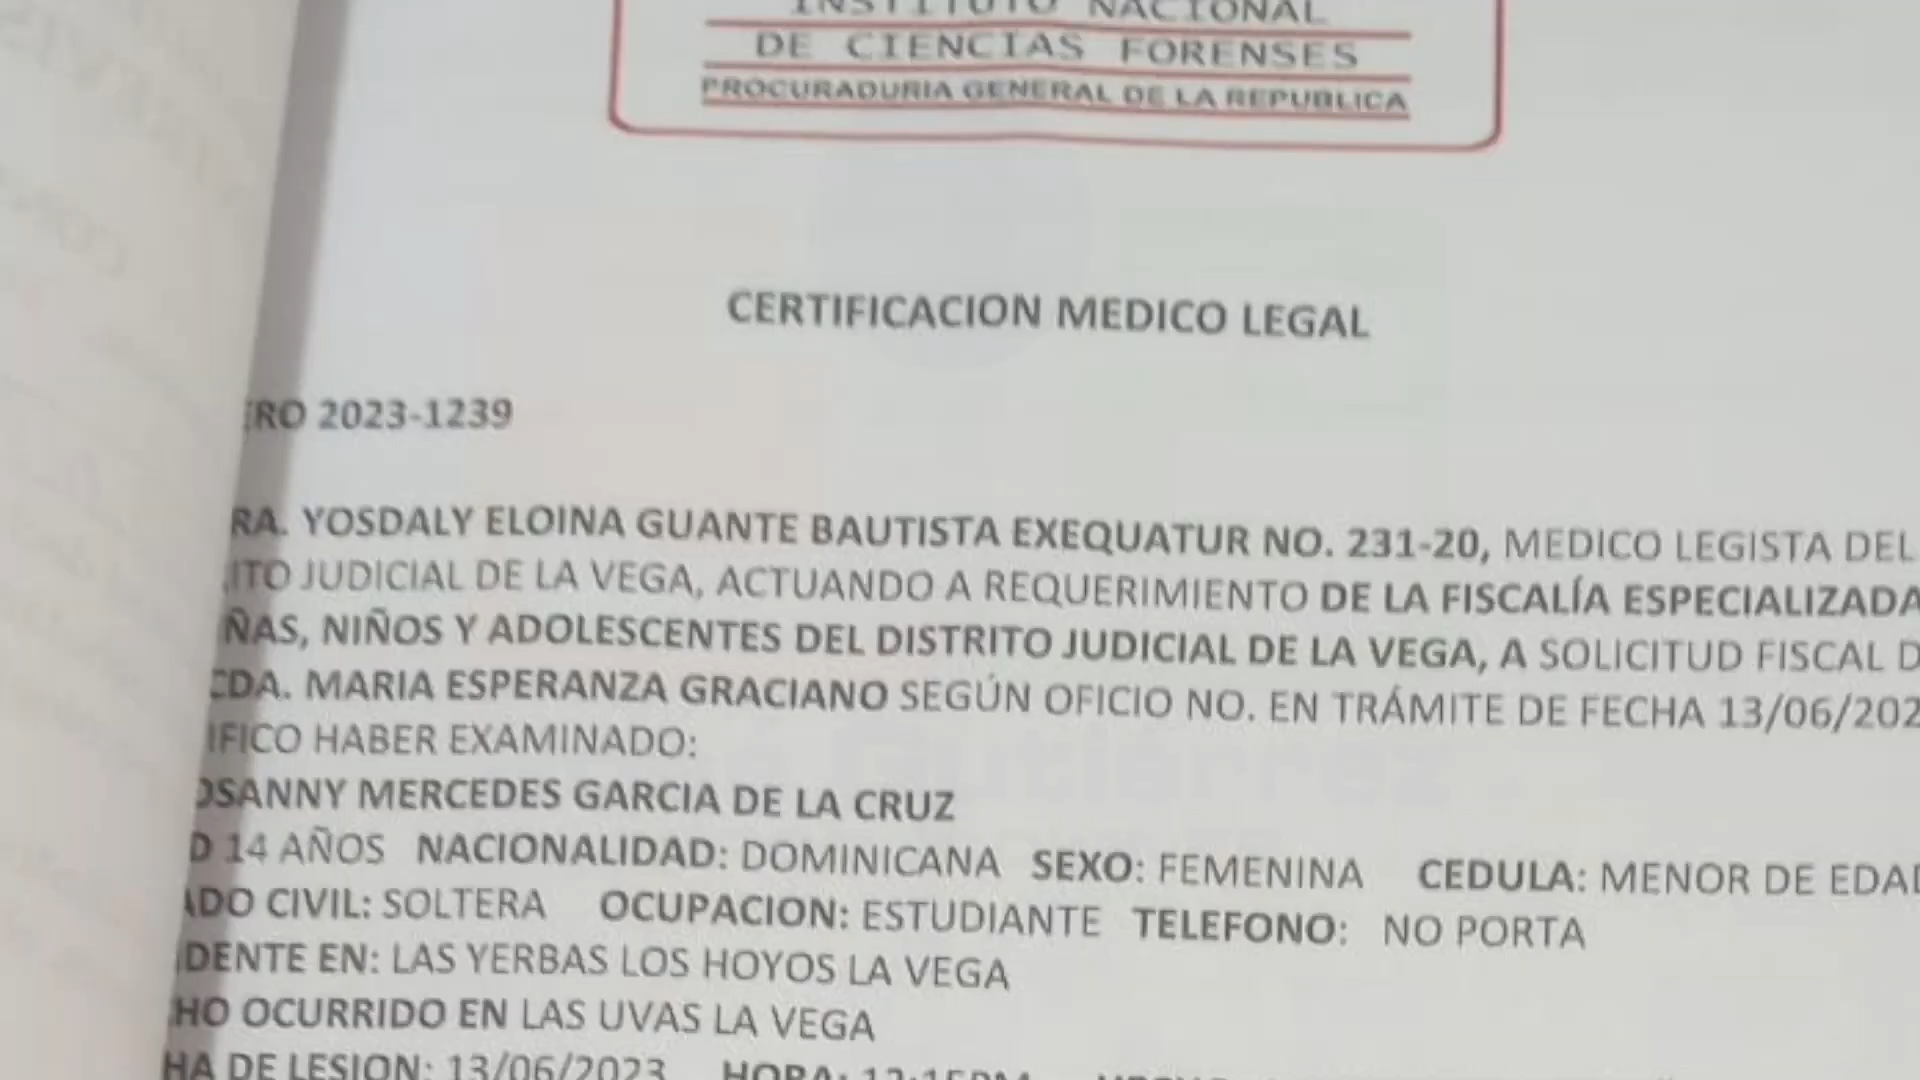 INSTITUTO NACIONAL
DE CIENCIAS FORENSES
PROCURADURIA GENERAL DE LA REPUBLICA
CERTIFICACION MEDICO LEGAL
ERO 2023-1239
RA. YOSDALY ELOINA GUANTE BAUTISTA EXEQUATUR NO. 231-20, MEDICO LEGISTA DEL
ITO JUDICIAL DE LA VEGA, ACTUANDO A REQUERIMIENTO DE LA FISCALÍA ESPECIALIZADA
ÑAS, NIÑOS Y ADOLESCENTES DEL DISTRITO JUDICIAL DE LA VEGA, A SOLICITUD FISCAL D
CDA. MARIA ESPERANZA GRACIANO SEGÚN OFICIO NO. EN TRÁMITE DE FECHA 13/06/202
IFICO HABER EXAMINADO:
OSANNY MERCEDES GARCIA DE LA CRUZ
D 14 AÑOS NACIONALIDAD: DOMINICANA SEXO: FEMENINA CEDULA: MENOR DE EDAD
ADO CIVIL: SOLTERA OCUPACION: ESTUDIANTE TELEFONO: NO PORTA
IDENTE EN: LAS YERBAS LOS HOYOS LA VEGA
HO OCURRIDO EN LAS UVAS LA VEGA
HA DE LESION: 13/06/2023 HORA: 12:15PM